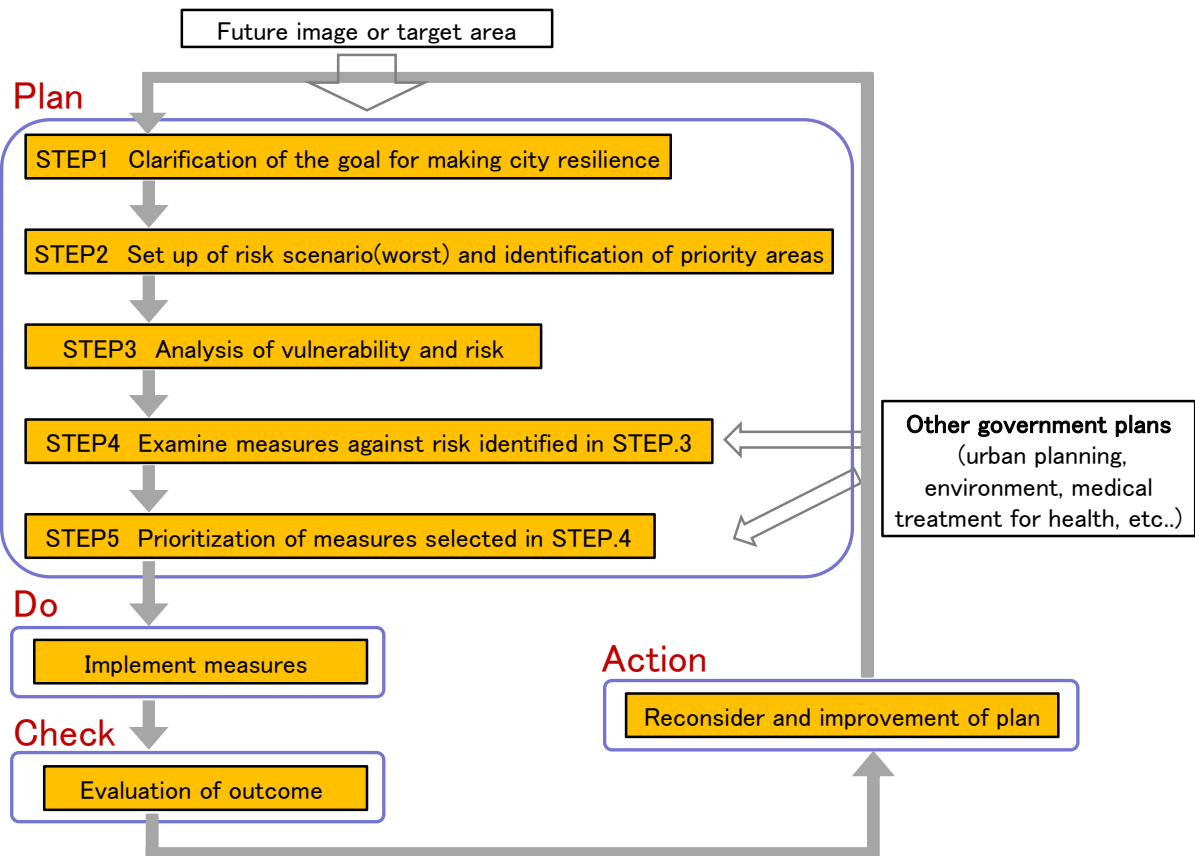 Future image or target area
Plan
STEP1 Clarification of the goal for making city resilience
STEP2 Set up of risk scenario(worst) and identification of priority areas
STEP3 Analysis of vulnerability and risk
STEP4 Examine measures against risk identified in STEP.3
STEP5 Prioritization of measures selected in STEP.4
Other government plans
(urban planning,
environment, medical
treatment for health, etc..)
Do
Implement measures
Check
Evaluation of outcome
Action
Reconsider and improvement of plan